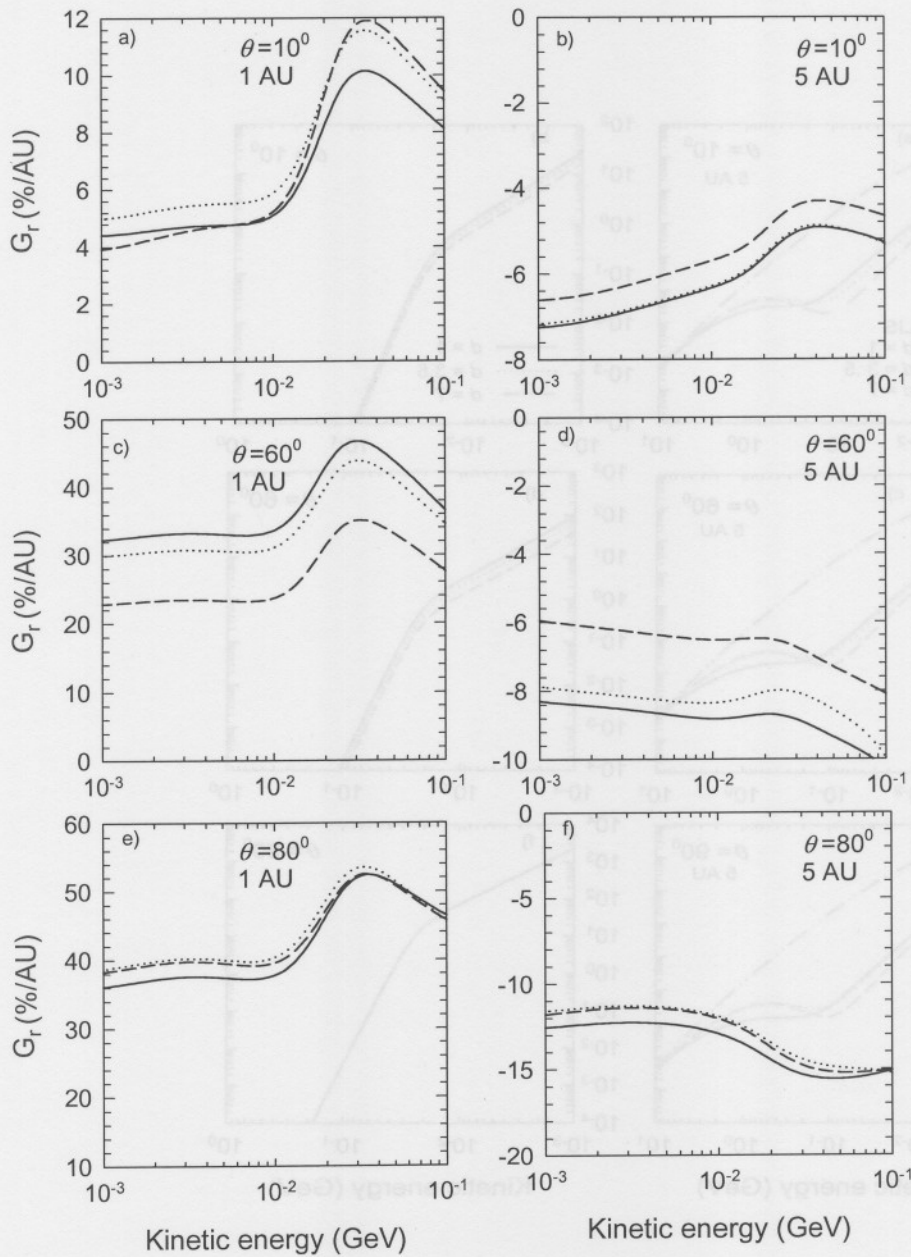 a)
θ=10⁰
1 AU
12
10
8
6
4
2
0
G_r (%/AU)
10⁻³
10⁻²
10⁻¹
b)
θ=10⁰
5 AU
0
-2
-4
-6
-8
10⁻³
10⁻²
10⁻¹
c)
θ=60⁰
1 AU
50
40
30
20
10
0
G_r (%/AU)
10⁻³
10⁻²
10⁻¹
d)
θ=60⁰
5 AU
0
-2
-4
-6
-8
-10
10⁻³
10⁻²
10⁻¹
e)
θ=80⁰
1 AU
60
50
40
30
20
10
G_r (%/AU)
10⁻³
10⁻²
10⁻¹
Kinetic energy (GeV)
f)
θ=80⁰
5 AU
0
-5
-10
-15
-20
10⁻³
10⁻²
10⁻¹
Kinetic energy (GeV)